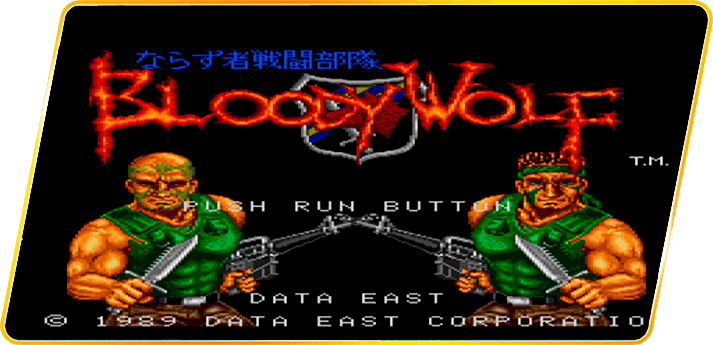 ならず者戦闘部隊
BLOODY WOLF
T.M.
PUSH RUN BUTTON
DATA EAST
© 1989 DATA EAST CORPORATIO